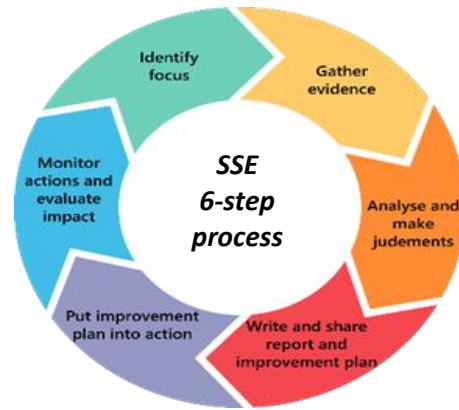 Identify
focus
Gather
evidence
Analyse and
make
judements
Write and share
report and
improvement plan
Put improvement
plan into action
Monitor
actions and
evaluate
impact
SSE
6-step
process